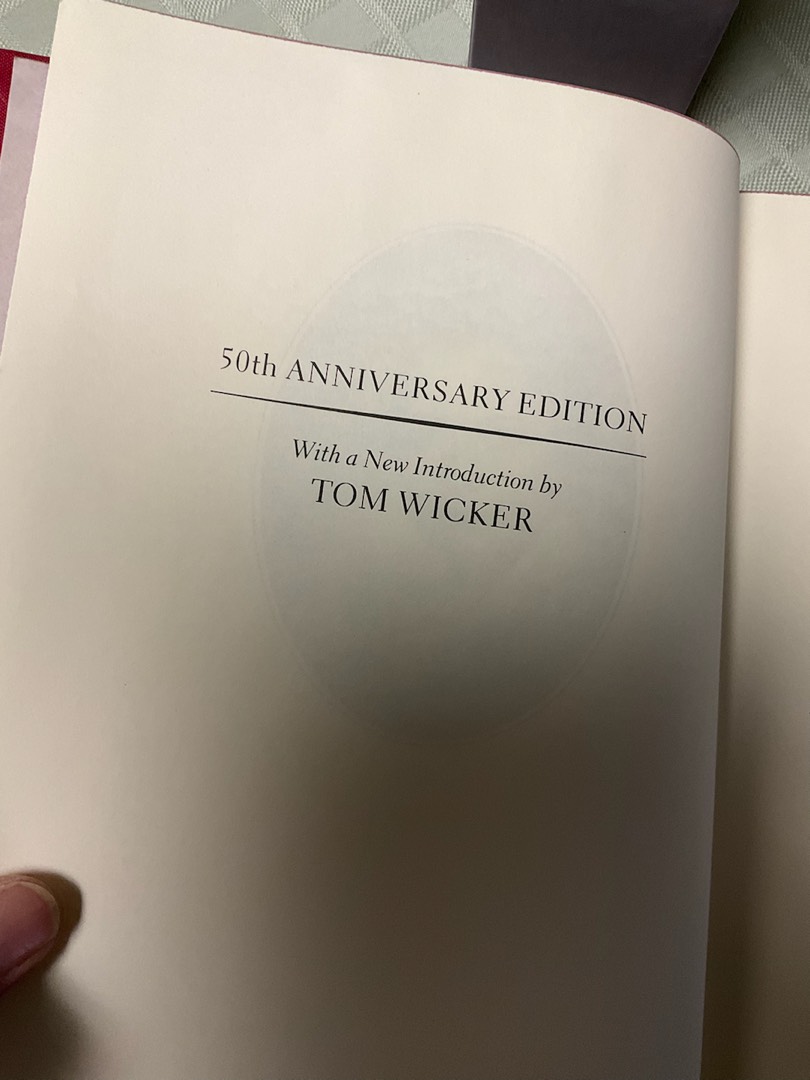 50th ANNIVERSARY EDITION
With a New Introduction by
TOM WICKER